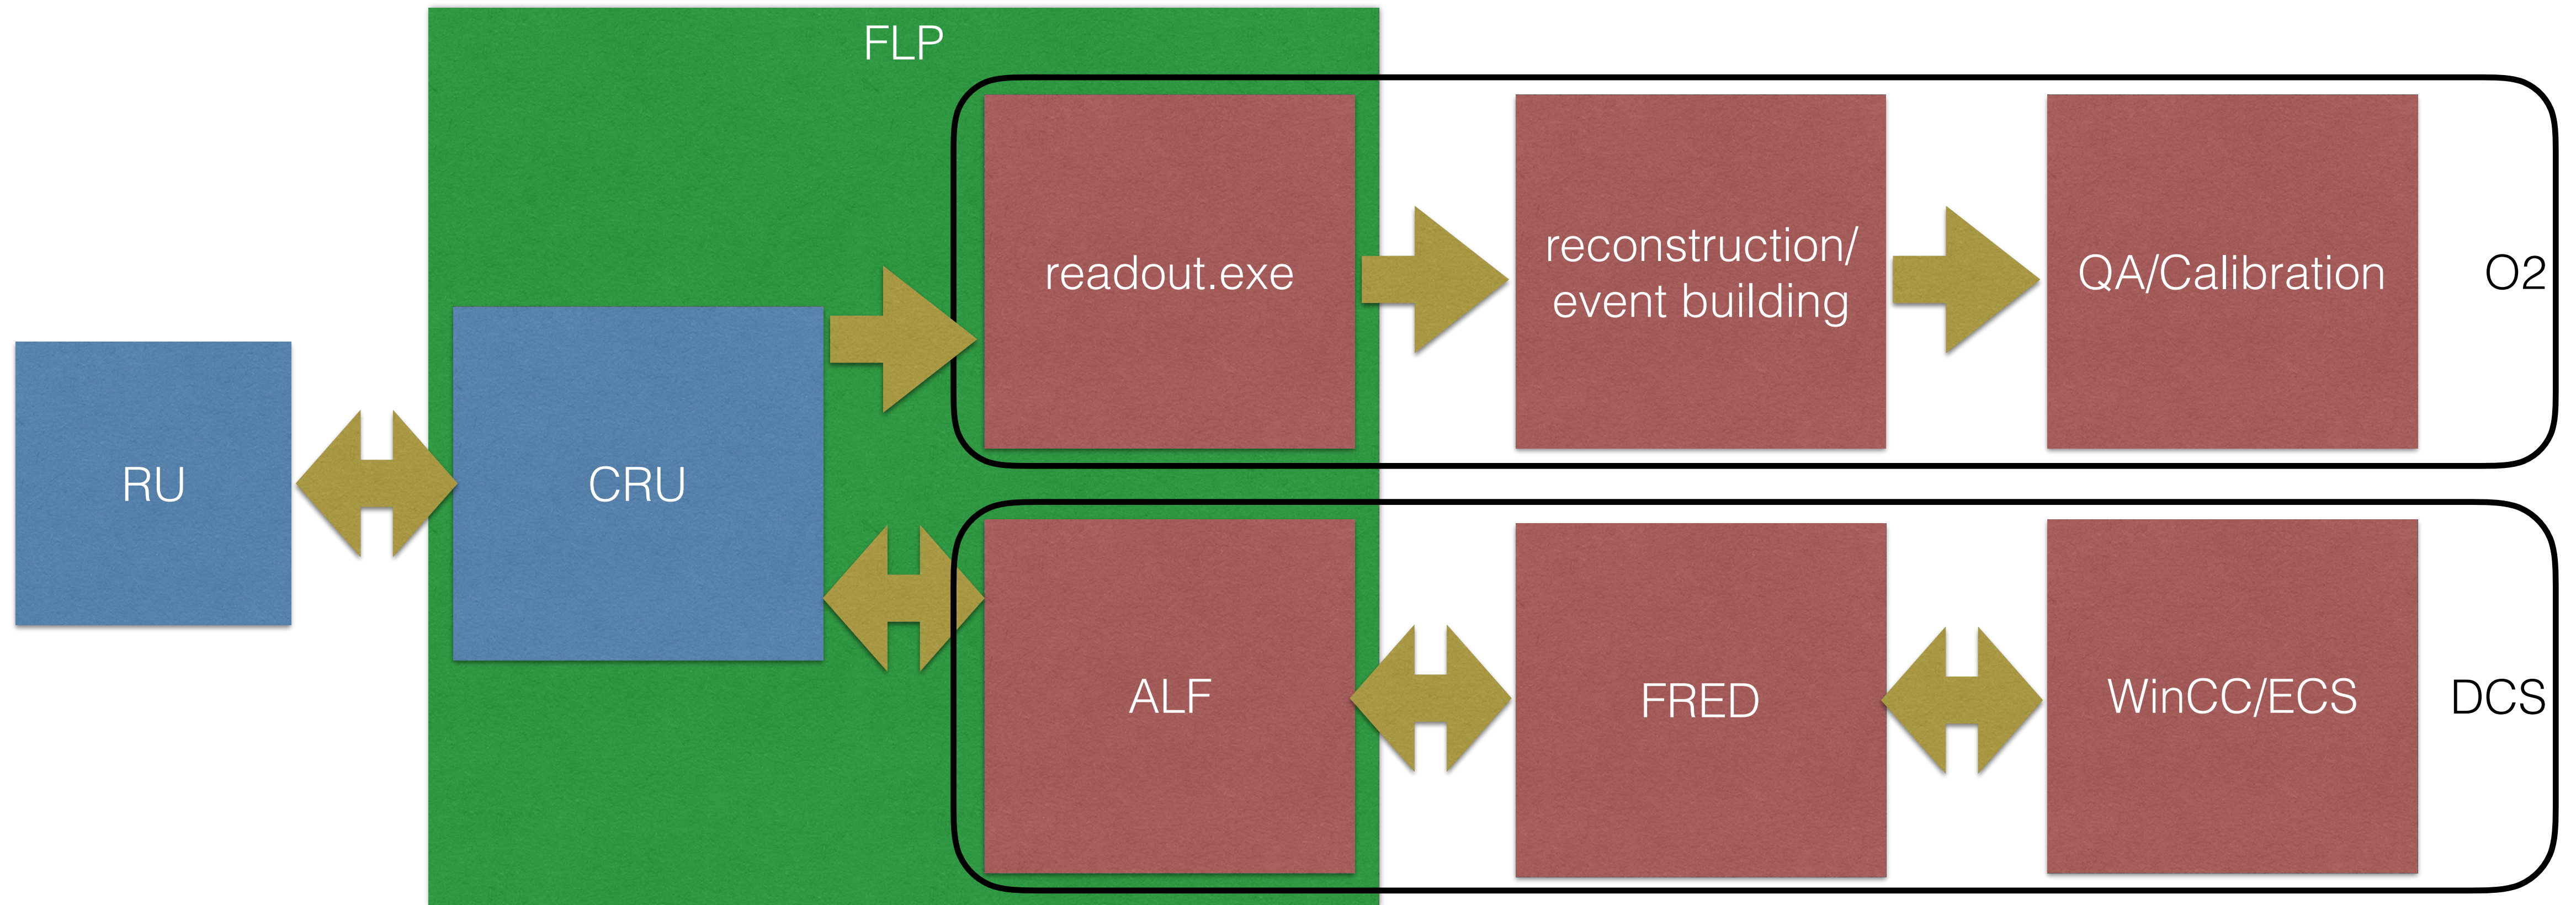 FLP
readout.exe
reconstruction/
event building
QA/Calibration
O2
RU
CRU
ALF
FRED
WinCC/ECS
DCS